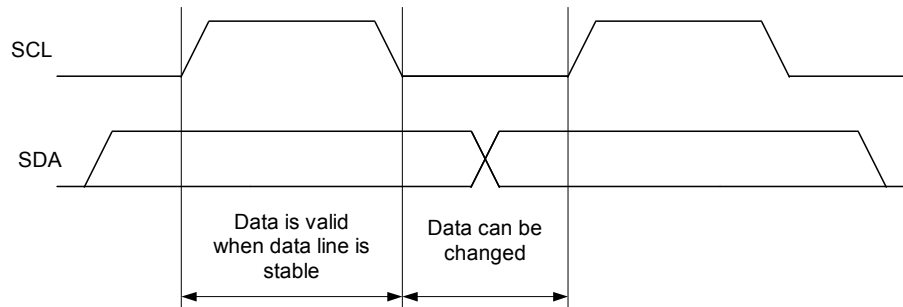 SCL
SDA
Data is valid
when data line is
stable
Data can be
changed